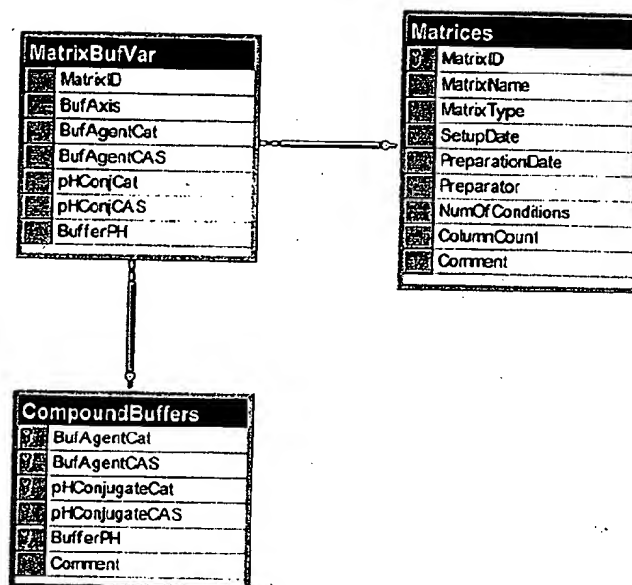 MatrixBufVar
MatrixID
BufAxis
BufAgentCat
BufAgentCAS
pHConjCat
pHConjCAS
BufferPH
Matrices
MatrixID
MatrixName
MatrixType
SetupDate
PreparationDate
Preparator
NumOfConditions
ColumnCount
Comment
CompoundBuffers
BufAgentCat
BufAgentCAS
pHConjugateCat
pHConjugateCAS
BufferPH
Comment